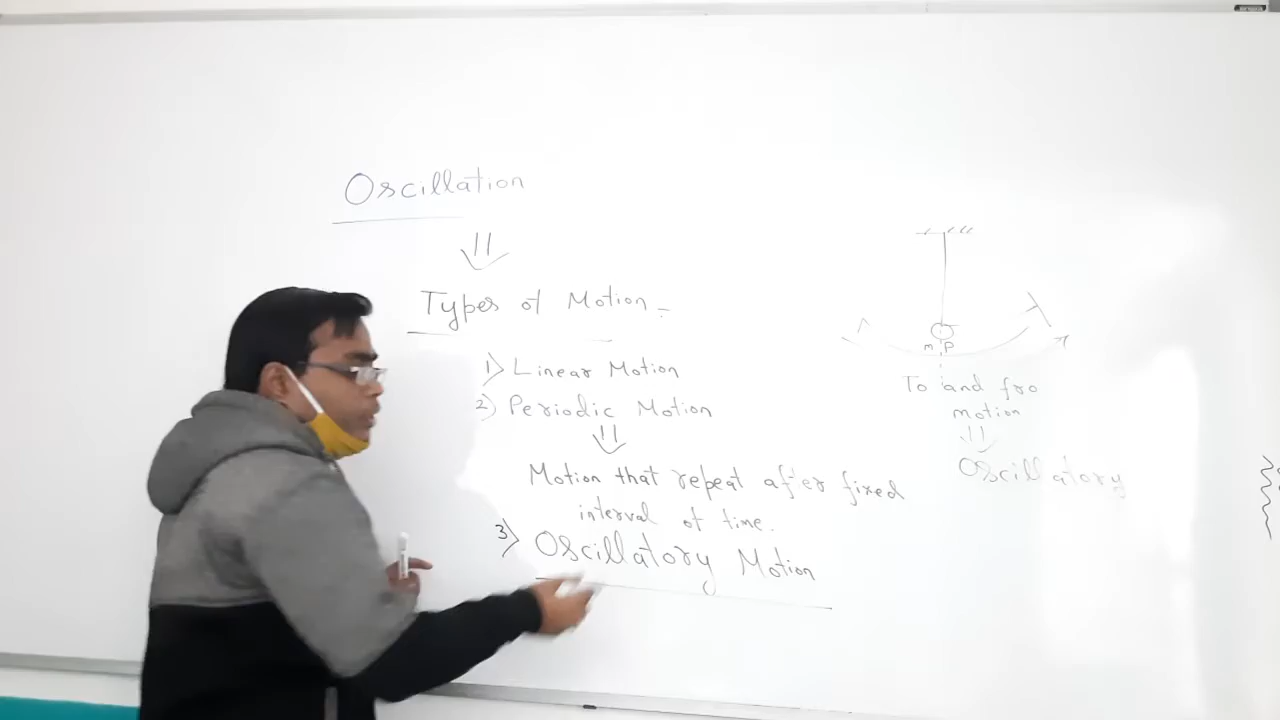 Oscillation
Types of Motion :-
1) Linear Motion
2) Periodic Motion
Motion that repeat after fixed
interval of time.
3) Oscillatory Motion
m P
To and fro
motion
Oscillatory